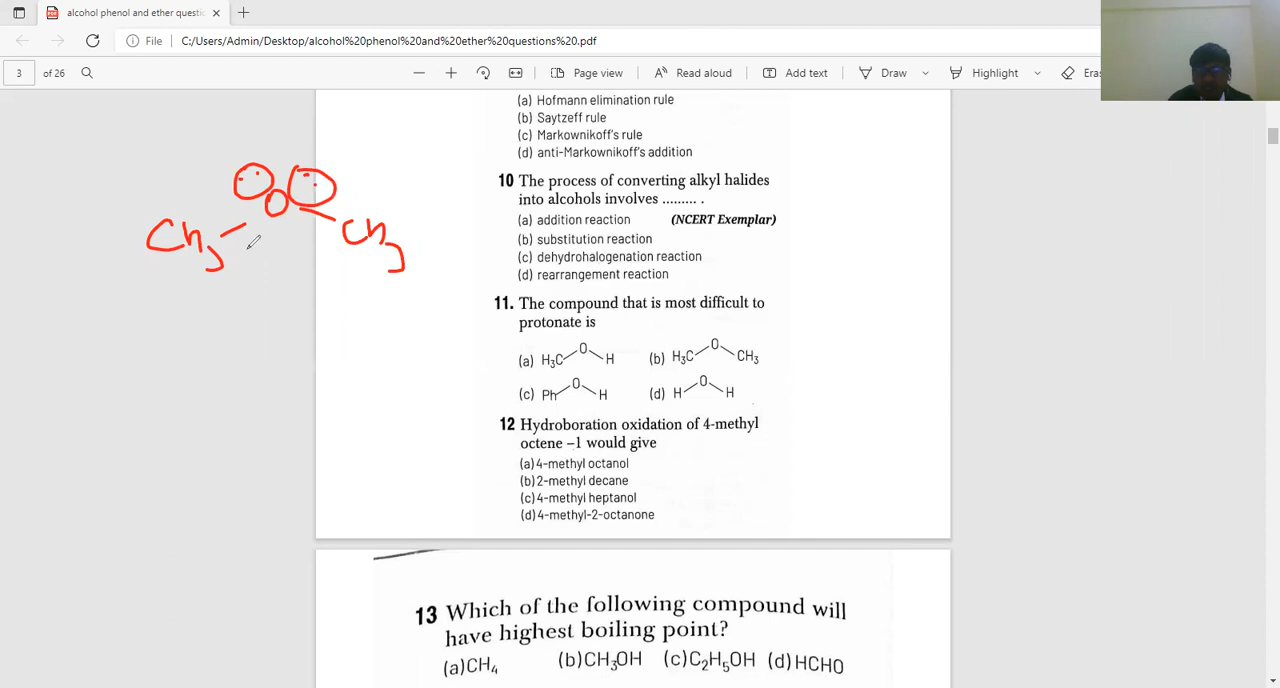 alcohol phenol and ether questi
File C:/Users/Admin/Desktop/alcohol%20phenol%20and%20ether%20questions%20.pdf
3 of 26 Page view Read aloud Add text Draw Highlight Eras
(a) Hofmann elimination rule
(b) Saytzeff rule
(c) Markownikoff's rule
(d) anti-Markownikoff's addition
10 The process of converting alkyl halides
into alcohols involves ......... .
(a) addition reaction (NCERT Exemplar)
(b) substitution reaction
(c) dehydrohalogenation reaction
(d) rearrangement reaction
O
CH3 CH3
11. The compound that is most difficult to
protonate is
(a) H3C O H (b) H3C O CH3
(c) Ph O H (d) H O H
12 Hydroboration oxidation of 4-methyl
octene –1 would give
(a) 4-methyl octanol
(b) 2-methyl decane
(c) 4-methyl heptanol
(d) 4-methyl-2-octanone
13 Which of the following compound will
have highest boiling point?
(a) CH4 (b) CH3OH (c) C2H5OH (d) HCHO